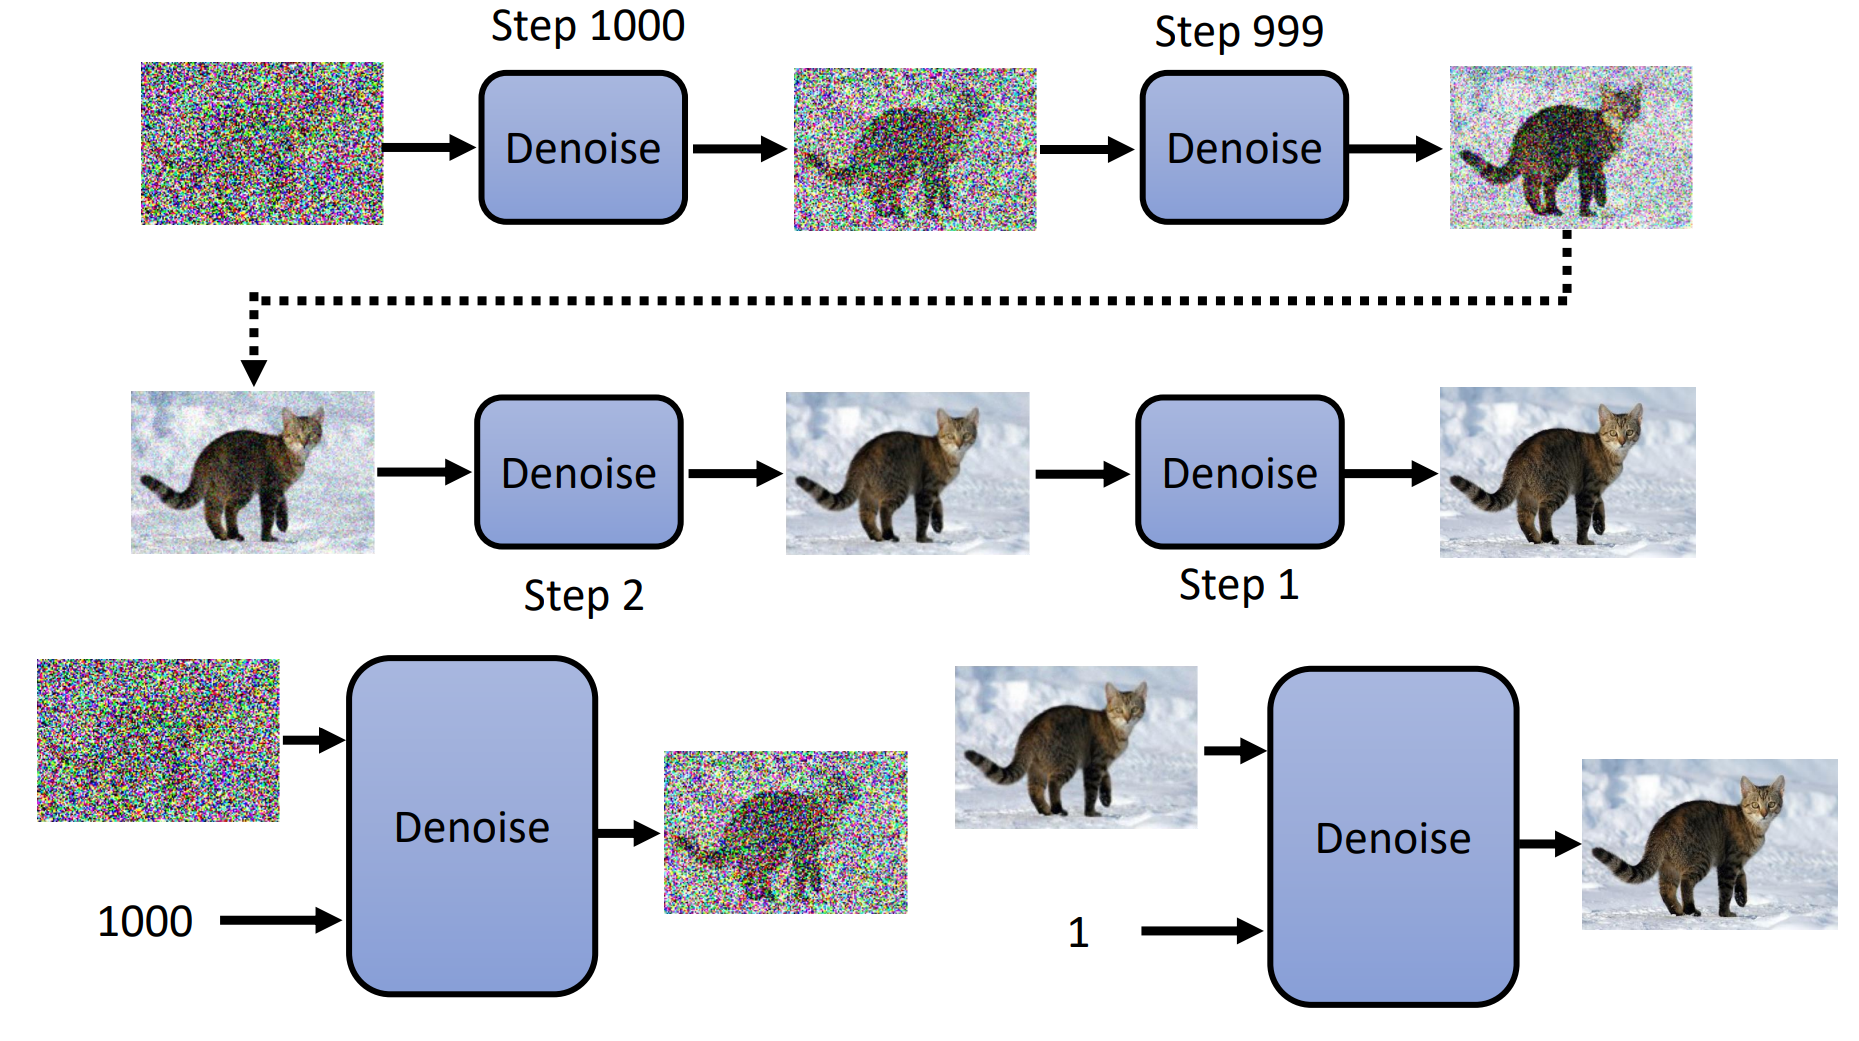 Step 1000
Step 999
Denoise
Denoise
Denoise
Denoise
Step 2
Step 1
Denoise
1000
Denoise
1